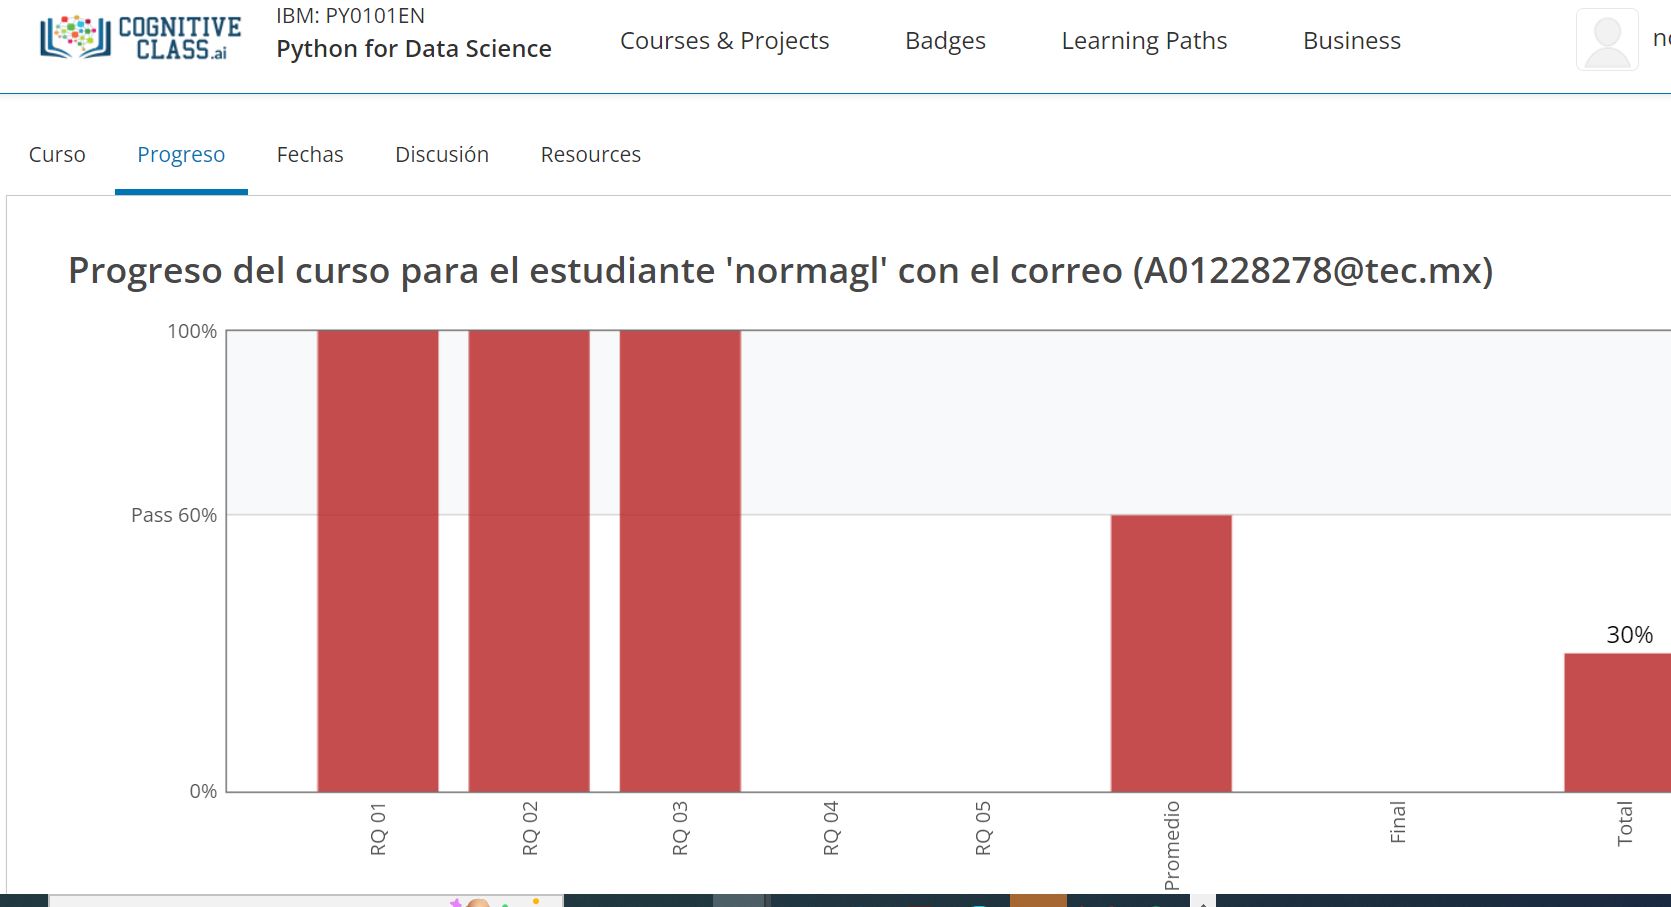 COGNITIVE
CLASS.ai
IBM: PY0101EN
Python for Data Science
Courses & Projects
Badges
Learning Paths
Business
Curso
Progreso
Fechas
Discusión
Resources
Progreso del curso para el estudiante 'normagl' con el correo (A01228278@tec.mx)
100%
Pass 60%
0%
30%
RQ 01
RQ 02
RQ 03
RQ 04
RQ 05
Promedio
Final
Total